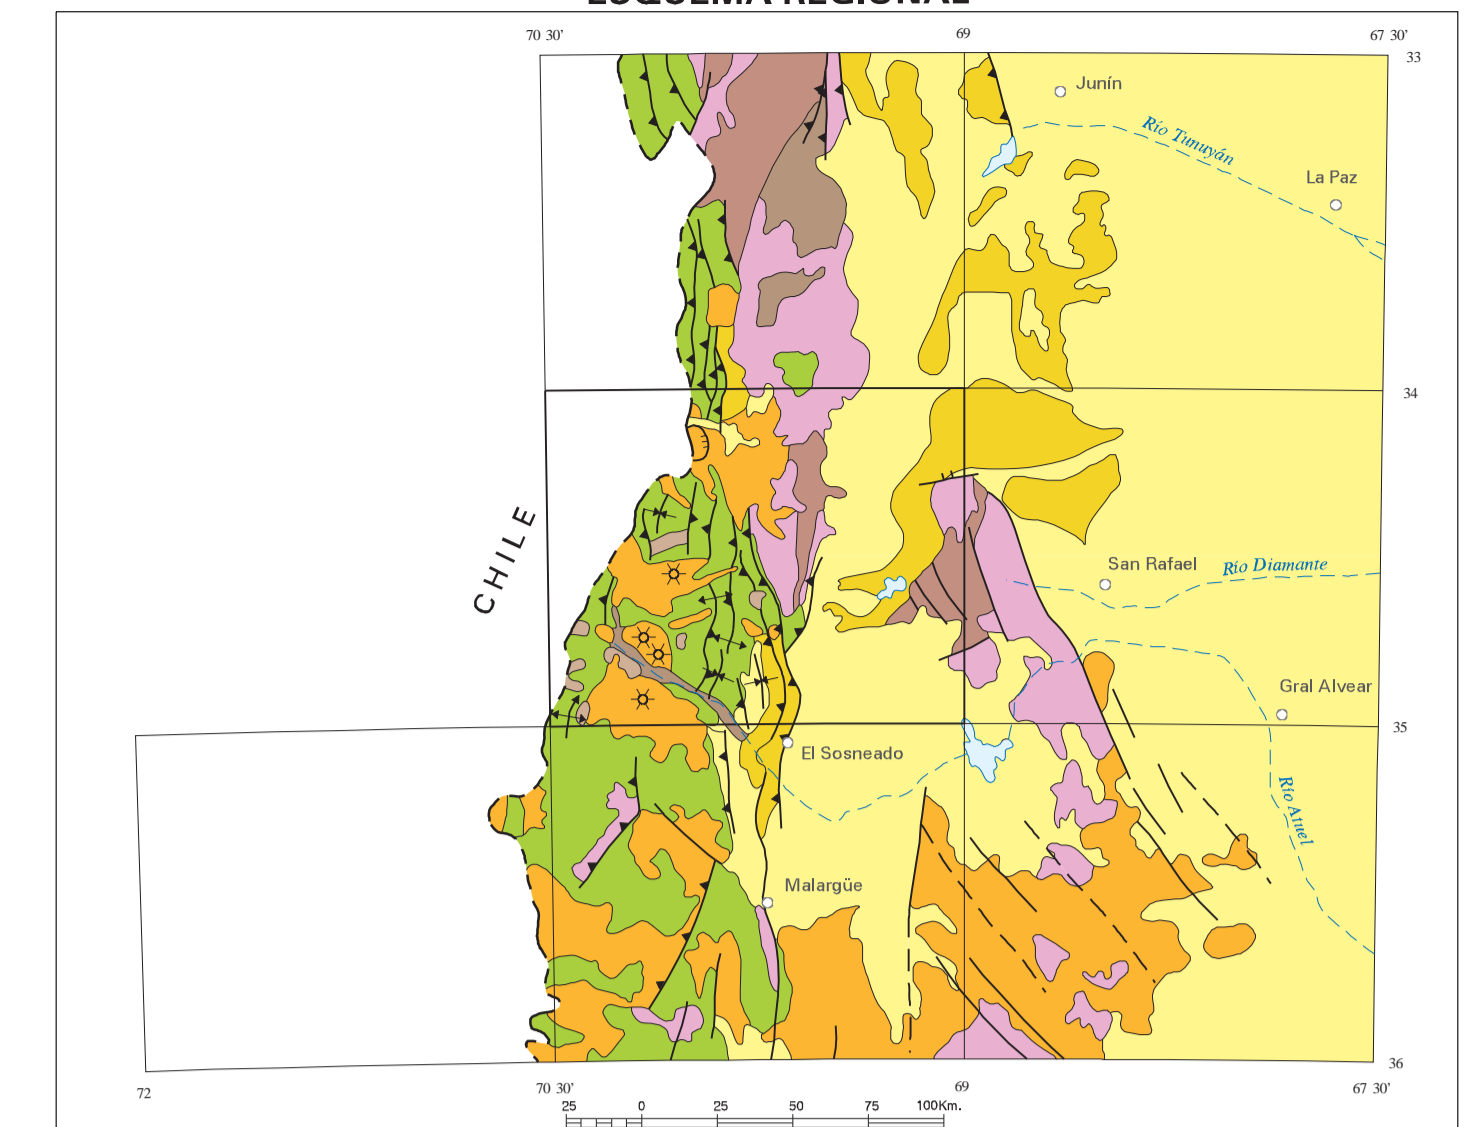 ESQUEMA REGIONAL
70 30'
69
67 30'
33
Junín
Río Tunuyán
La Paz
34
CHILE
San Rafael
Río Diamante
Gral Alvear
35
El Sosneado
Río Atuel
Malargüe
36
72
70 30'
69
67 30'
25 0 25 50 75 100Km.